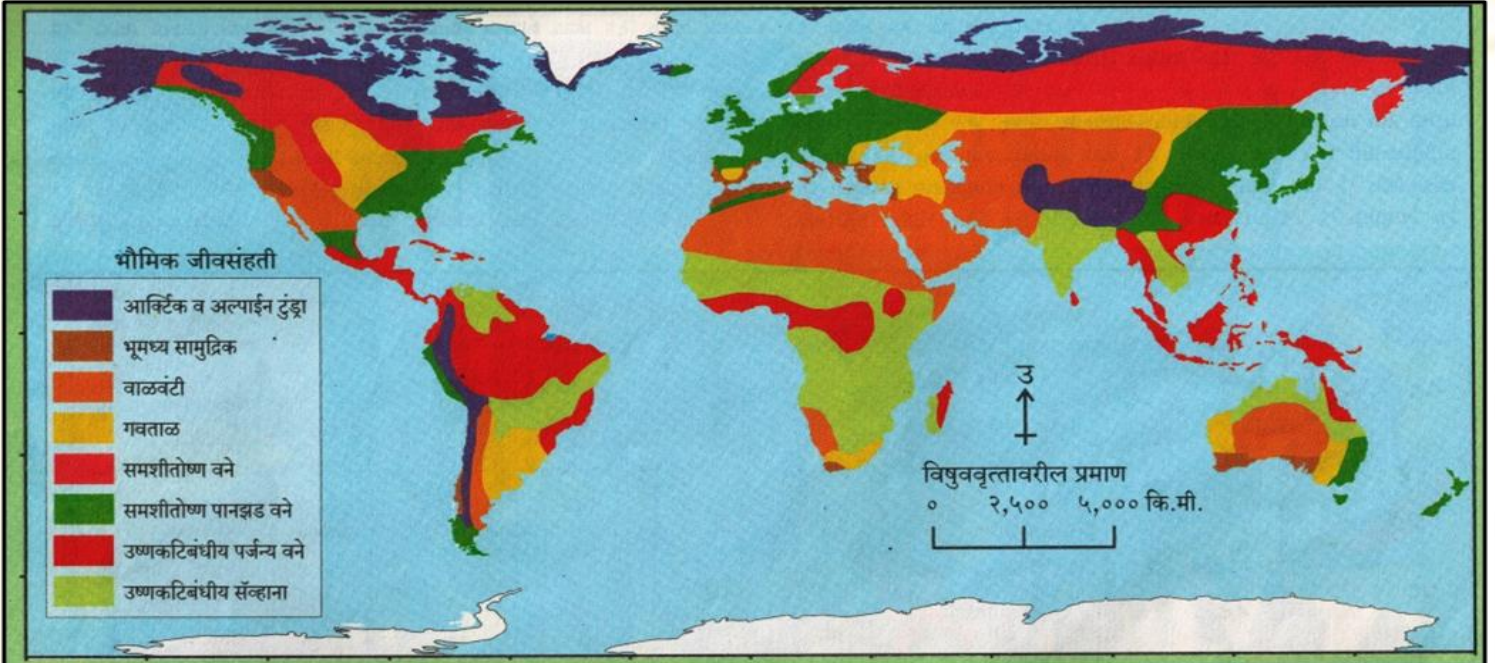 भौमिक जीवसंहती
आर्क्टिक व अल्पाईन टुंड्रा
भूमध्य सामुद्रिक
वाळवंटी
गवताळ
समशीतोष्ण वने
समशीतोष्ण पानझड वने
उष्णकटिबंधीय पर्जन्य वने
उष्णकटिबंधीय सॅव्हाना
उ
विषुववृत्तावरील प्रमाण
० २,५०० ५,००० कि.मी.